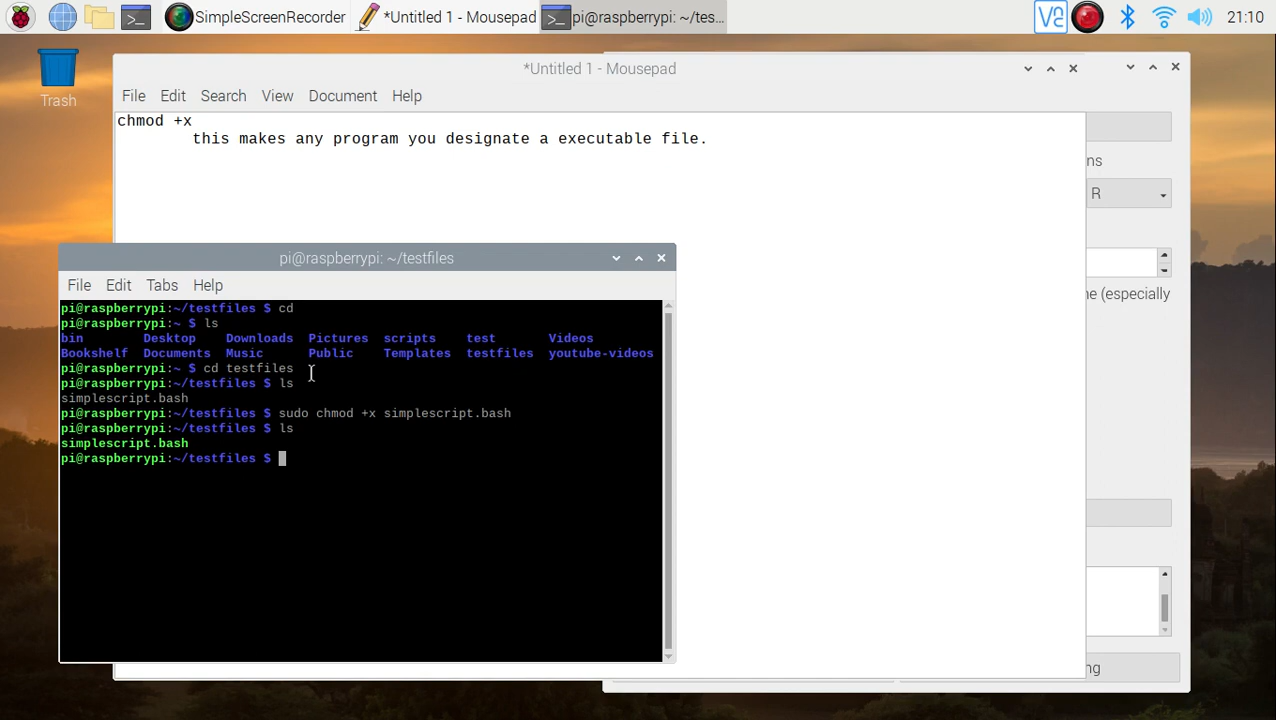 SimpleScreenRecorder
*Untitled 1 - Mousepad
pi@raspberrypi: ~/tes...
21:10
Trash
*Untitled 1 - Mousepad
File Edit Search View Document Help
chmod +x
this makes any program you designate a executable file.
ns
R
ne (especially
ng
pi@raspberrypi: ~/testfiles
File Edit Tabs Help
pi@raspberrypi:~/testfiles $ cd
pi@raspberrypi:~ $ ls
bin Desktop Downloads Pictures scripts test Videos
Bookshelf Documents Music Public Templates testfiles youtube-videos
pi@raspberrypi:~ $ cd testfiles
pi@raspberrypi:~/testfiles $ ls
simplescript.bash
pi@raspberrypi:~/testfiles $ sudo chmod +x simplescript.bash
pi@raspberrypi:~/testfiles $ ls
simplescript.bash
pi@raspberrypi:~/testfiles $